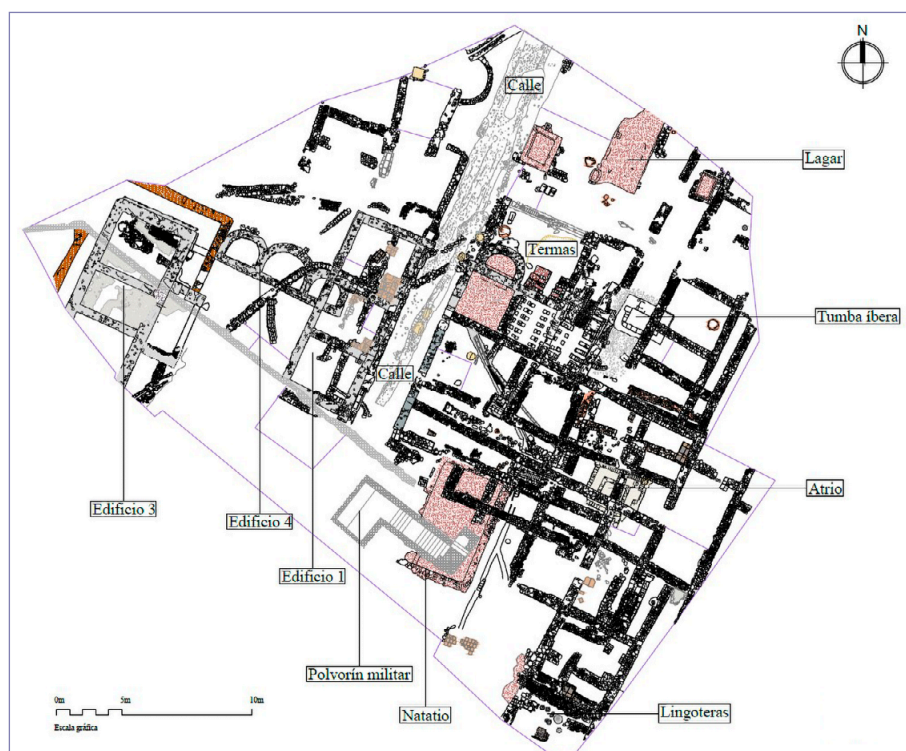 N
Calle
Lagar
Termas
Tumba íbera
Calle
Atrio
Edificio 3
Edificio 4
Edificio 1
Polvorín militar
Natatio
Lingoteras
0m 5m 10m
Escala gráfica